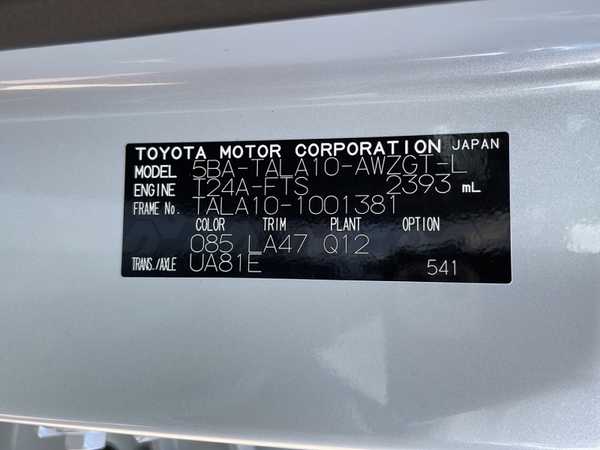 TOYOTA MOTOR CORPORATION JAPAN
MODEL 5BA-TALA10-AWZGT-L
ENGINE T24A-FTS 2393 mL
FRAME No. TALA10-1001381
COLOR TRIM PLANT OPTION
085 LA47 Q12
TRANS./AXLE UA81E 541